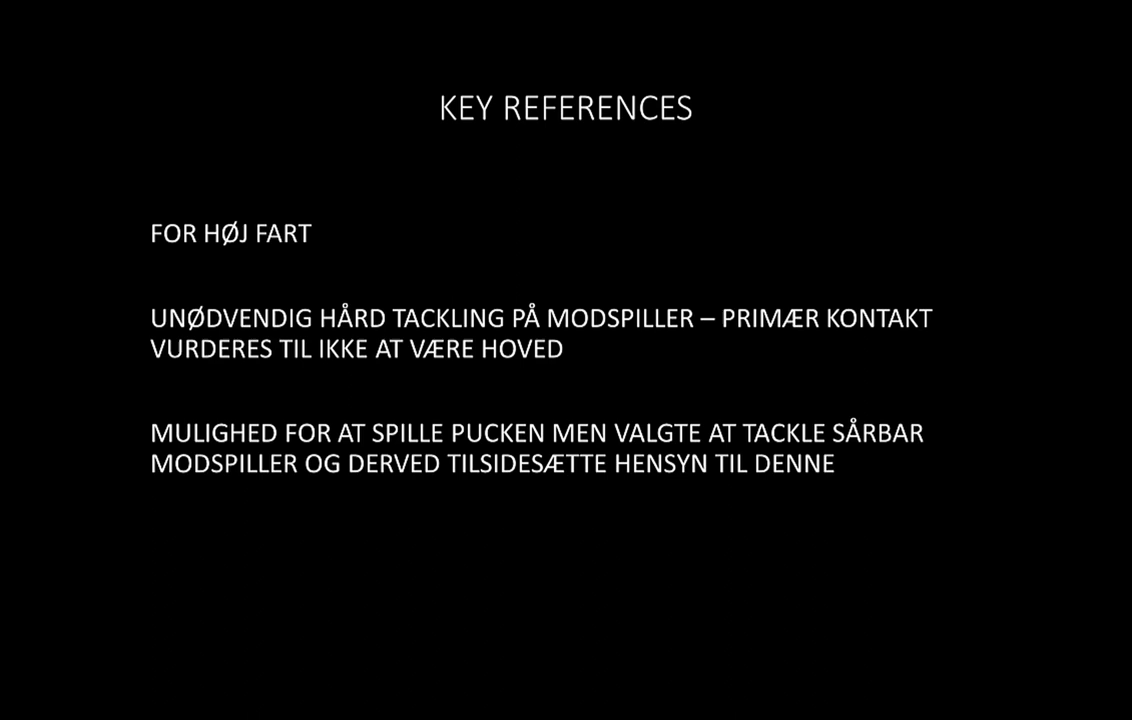 KEY REFERENCES
FOR HØJ FART
UNØDVENDIG HÅRD TACKLING PÅ MODSPILLER – PRIMÆR KONTAKT
VURDERES TIL IKKE AT VÆRE HOVED
MULIGHED FOR AT SPILLE PUCKEN MEN VALGTE AT TACKLE SÅRBAR
MODSPILLER OG DERVED TILSIDESÆTTE HENSYN TIL DENNE